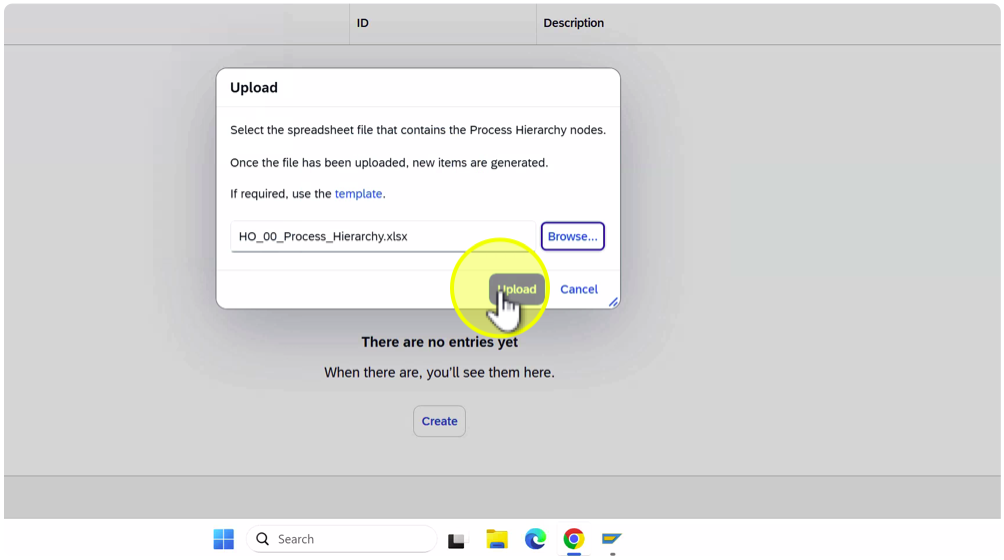 ID
Description
Upload
Select the spreadsheet file that contains the Process Hierarchy nodes.
Once the file has been uploaded, new items are generated.
If required, use the template.
HO_00_Process_Hierarchy.xlsx
Browse...
Upload
Cancel
There are no entries yet
When there are, you'll see them here.
Create
Search